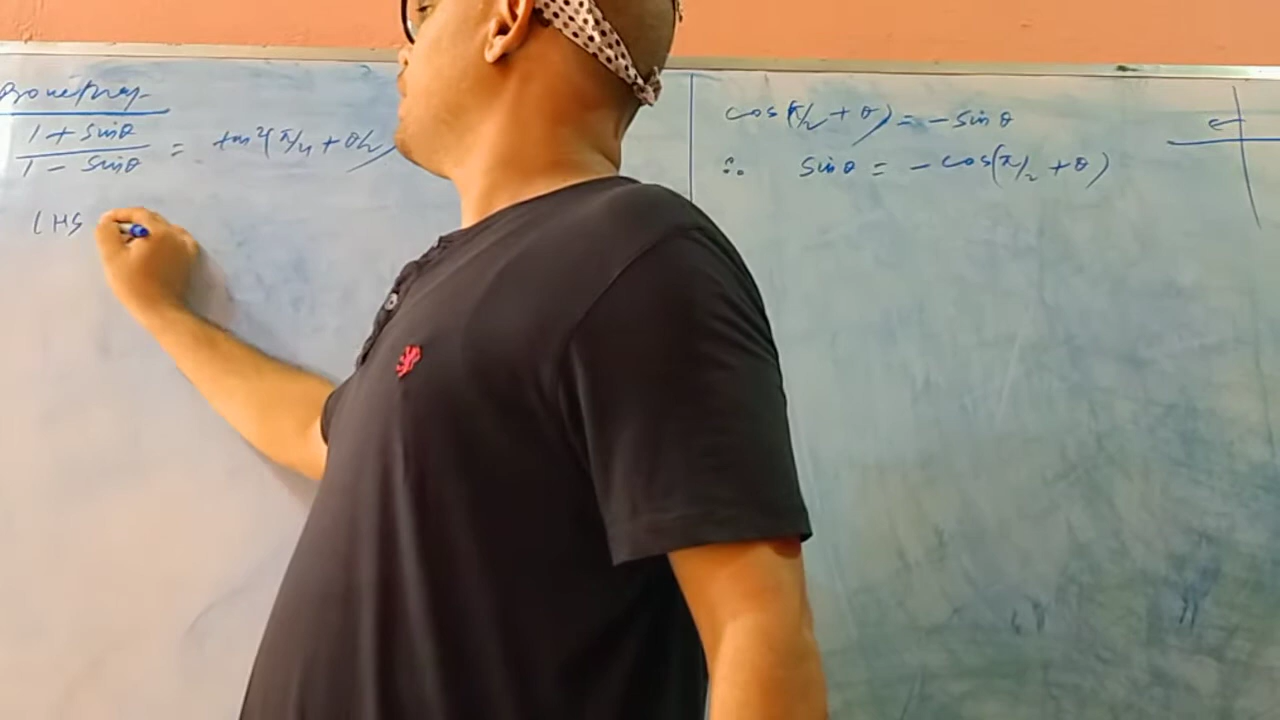 1 + sinθ / 1 - sinθ = tan²(π/4 + θ/2)
LHS
cos(π/2 + θ) = - sinθ
∴ sinθ = - cos(π/2 + θ)